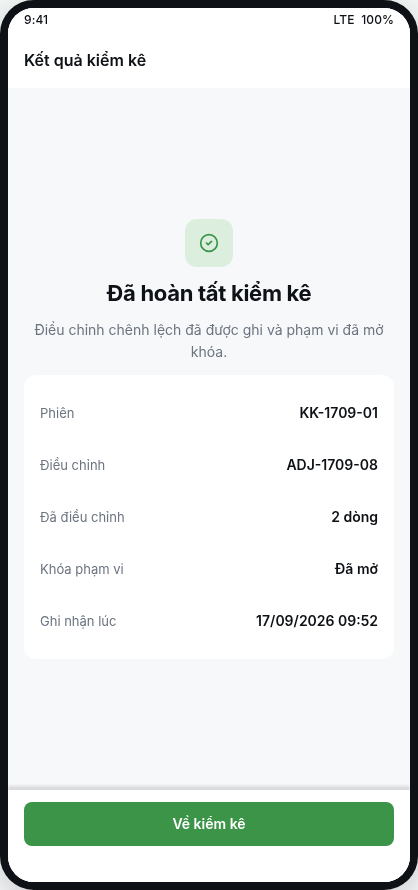 9:41
LTE 100%
Kết quả kiểm kê
Đã hoàn tất kiểm kê
Điều chỉnh chênh lệch đã được ghi và phạm vi đã mở
khóa.
Phiên KK-1709-01
Điều chỉnh ADJ-1709-08
Đã điều chỉnh 2 dòng
Khóa phạm vi Đã mở
Ghi nhận lúc 17/09/2026 09:52
Về kiểm kê